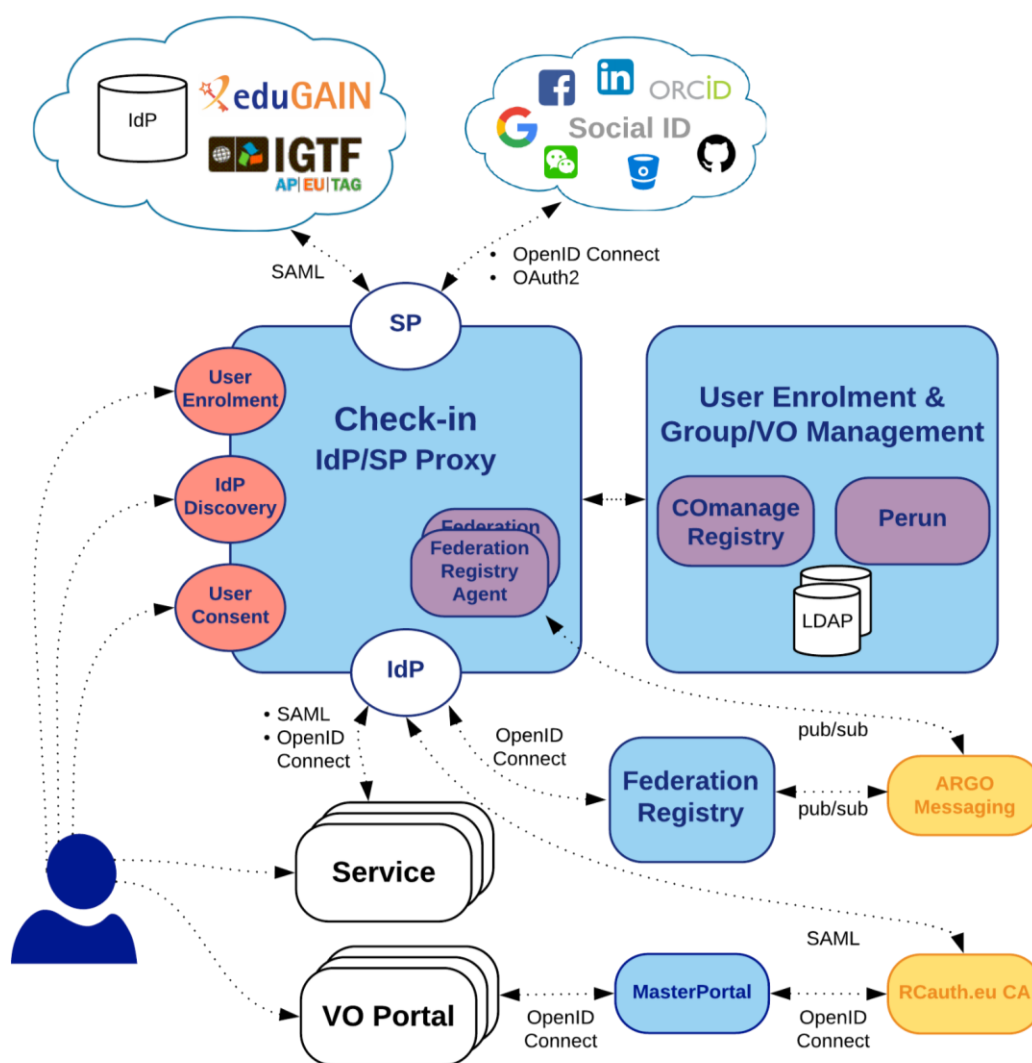 IdP
eduGAIN
IGTF
AP|EU|TAG
ORCiD
Social ID
SAML
• OpenID Connect
• OAuth2
SP
User
Enrolment
Check-in
IdP/SP Proxy
IdP
Discovery
Federation
Federation
Registry
Agent
User
Consent
IdP
User Enrolment &
Group/VO Management
COmanage
Registry
Perun
LDAP
• SAML
• OpenID
Connect
OpenID
Connect
pub/sub
Federation
Registry
pub/sub
ARGO
Messaging
Service
SAML
VO Portal
OpenID
Connect
MasterPortal
OpenID
Connect
RCauth.eu CA